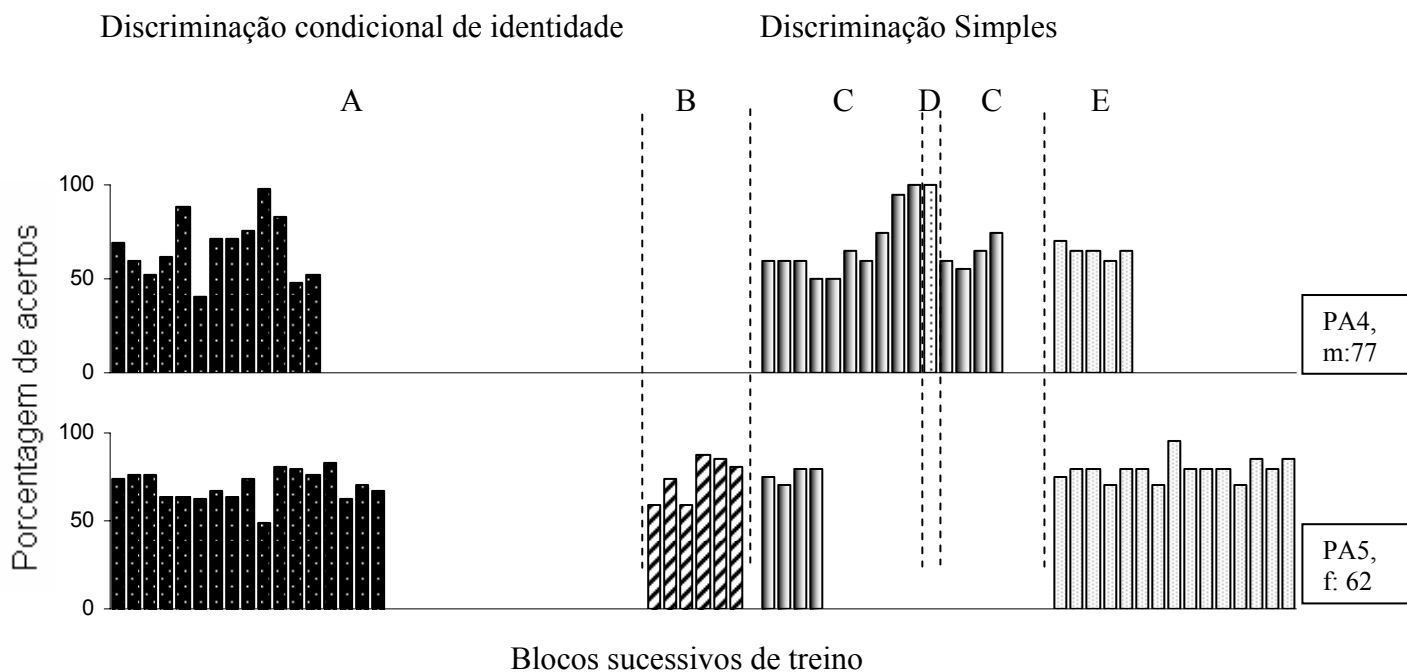 Discriminação condicional de identidade
Discriminação Simples
A
B
C
D
C
E
Porcentagem de acertos
100
50
0
PA4,
m:77
100
50
0
PA5,
f: 62
Blocos sucessivos de treino